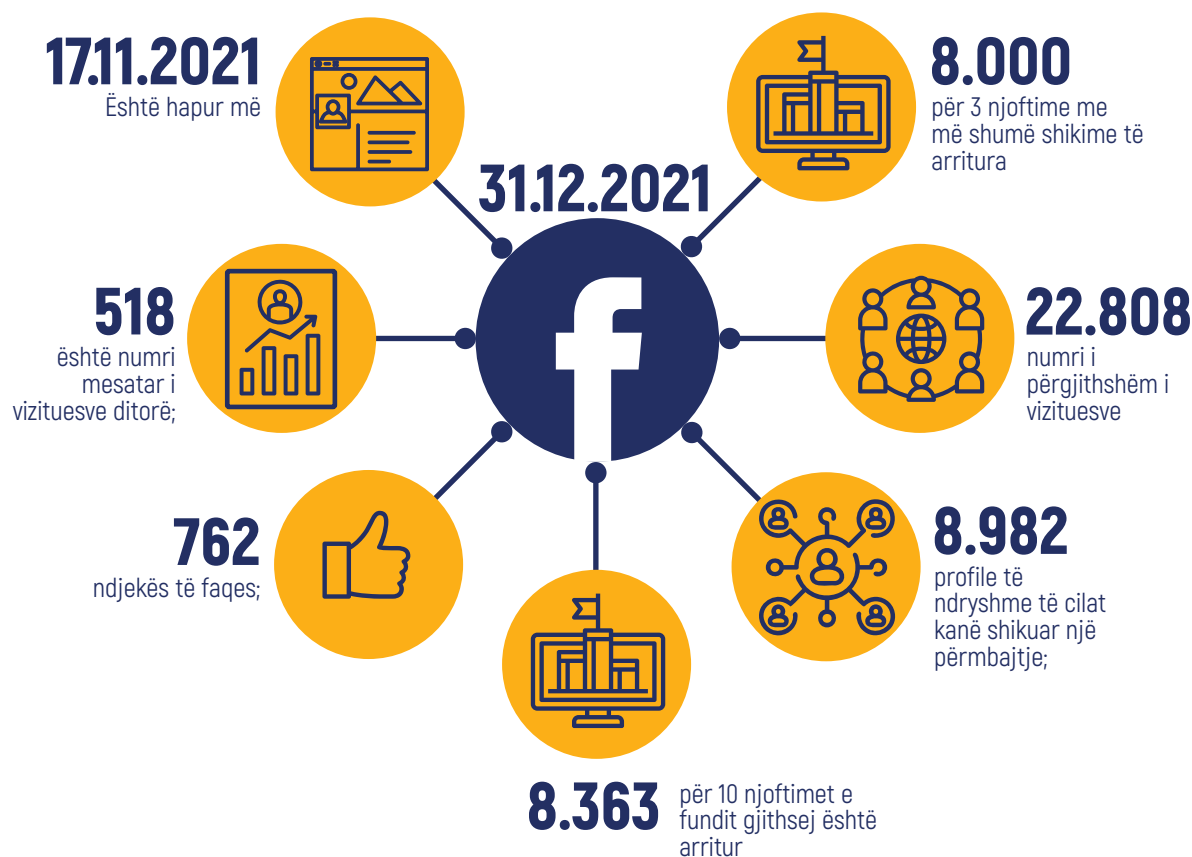 17.11.2021
Është hapur më
8.000
për 3 njoftime me
më shumë shikime të
arritura
31.12.2021
518
është numri
mesatar i
vizituesve ditorë;
22.808
numri i
përgjithshëm i
vizituesve
762
ndjekës të faqes;
8.982
profile të
ndryshme të cilat
kanë shikuar një
përmbajtje;
8.363
për 10 njoftimet e
fundit gjithsej është
arritur